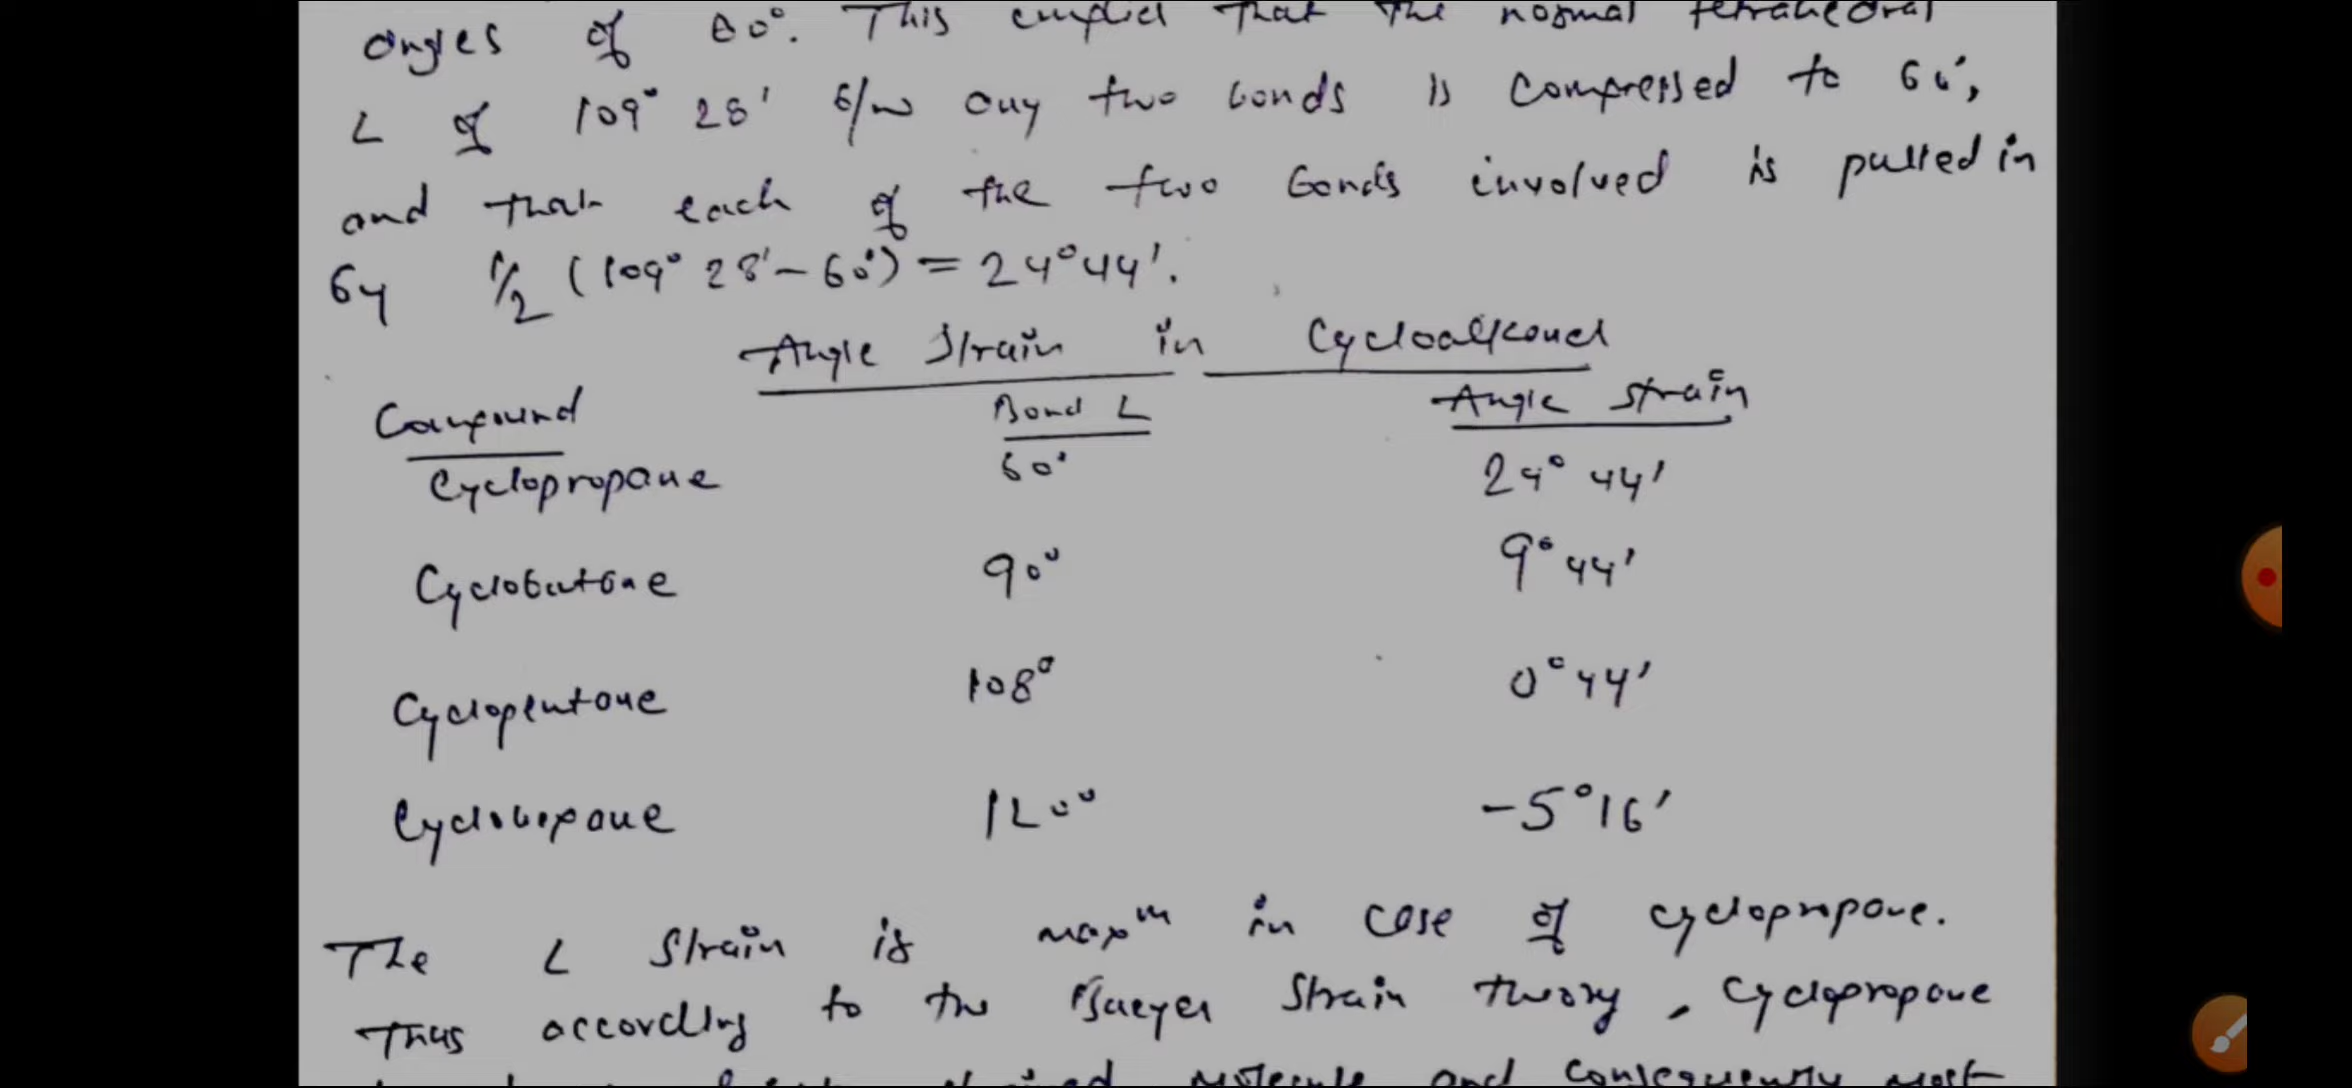 angles of 60°. This implies that the normal tetrahedral
∠ of 109° 28' b/w any two bonds is compressed to 60°,
and that each of the two bonds involved is pulled in
by 1/2 (109° 28' - 60°) = 24°44'.
Angle Strain in Cycloalkanes
Compound Bond ∠ Angle strain
Cyclopropane 60° 24° 44'
Cyclobutane 90° 9° 44'
Cyclopentane 108° 0° 44'
Cyclohexane 120° -5°16'
The ∠ Strain is maxm in case of cyclopropane.
Thus according to the Baeyer Strain theory, Cyclopropane
molecule and consequently most